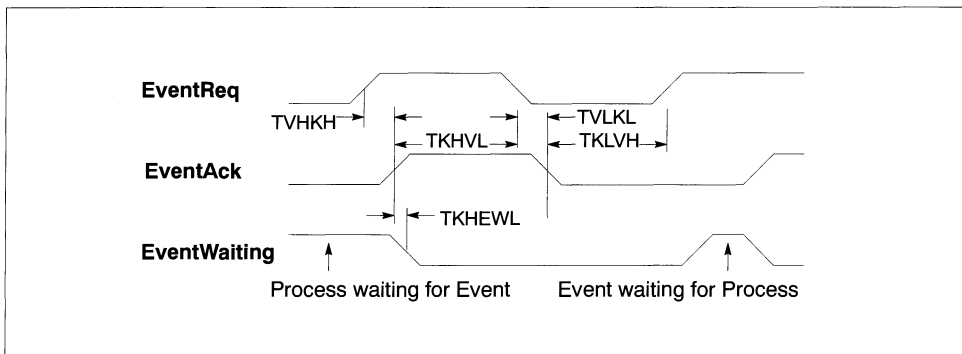 EventReq
TVHKH
TVLKL
TKHVL
TKLVH
EventAck
TKHEWL
EventWaiting
Process waiting for Event
Event waiting for Process